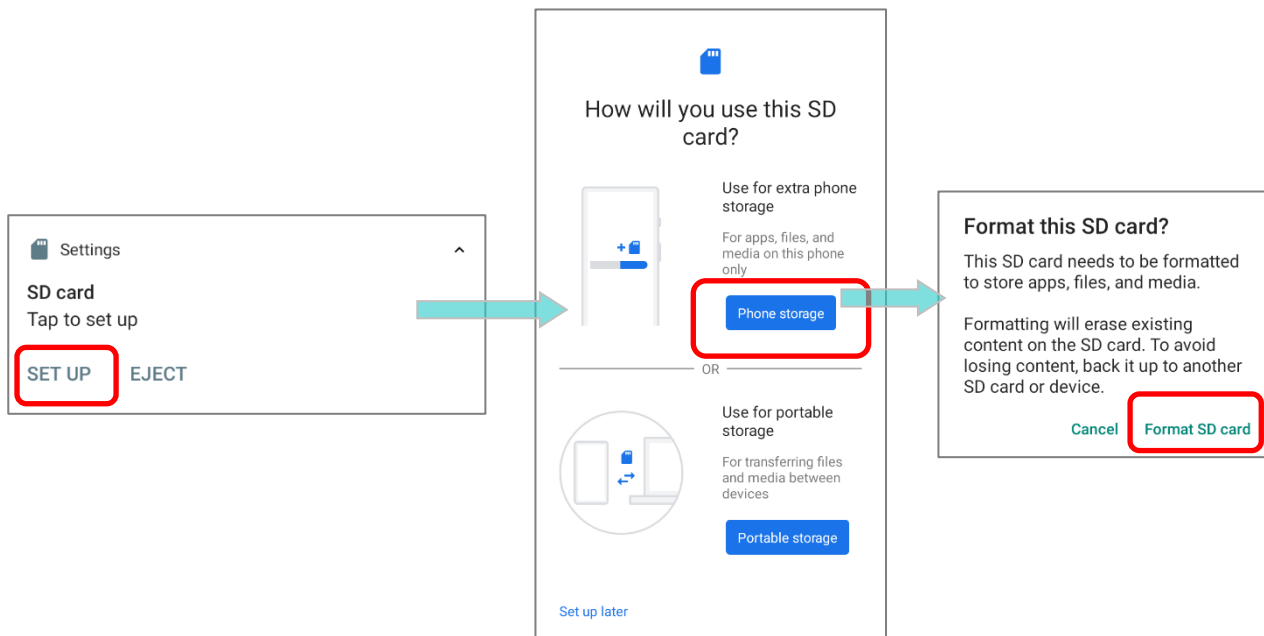 Settings
SD card
Tap to set up
SET UP EJECT
How will you use this SD
card?
Use for extra phone
storage
For apps, files, and
media on this phone
only
Phone storage
OR
Use for portable
storage
For transferring files
and media between
devices
Portable storage
Set up later
Format this SD card?
This SD card needs to be formatted
to store apps, files, and media.
Formatting will erase existing
content on the SD card. To avoid
losing content, back it up to another
SD card or device.
Cancel Format SD card